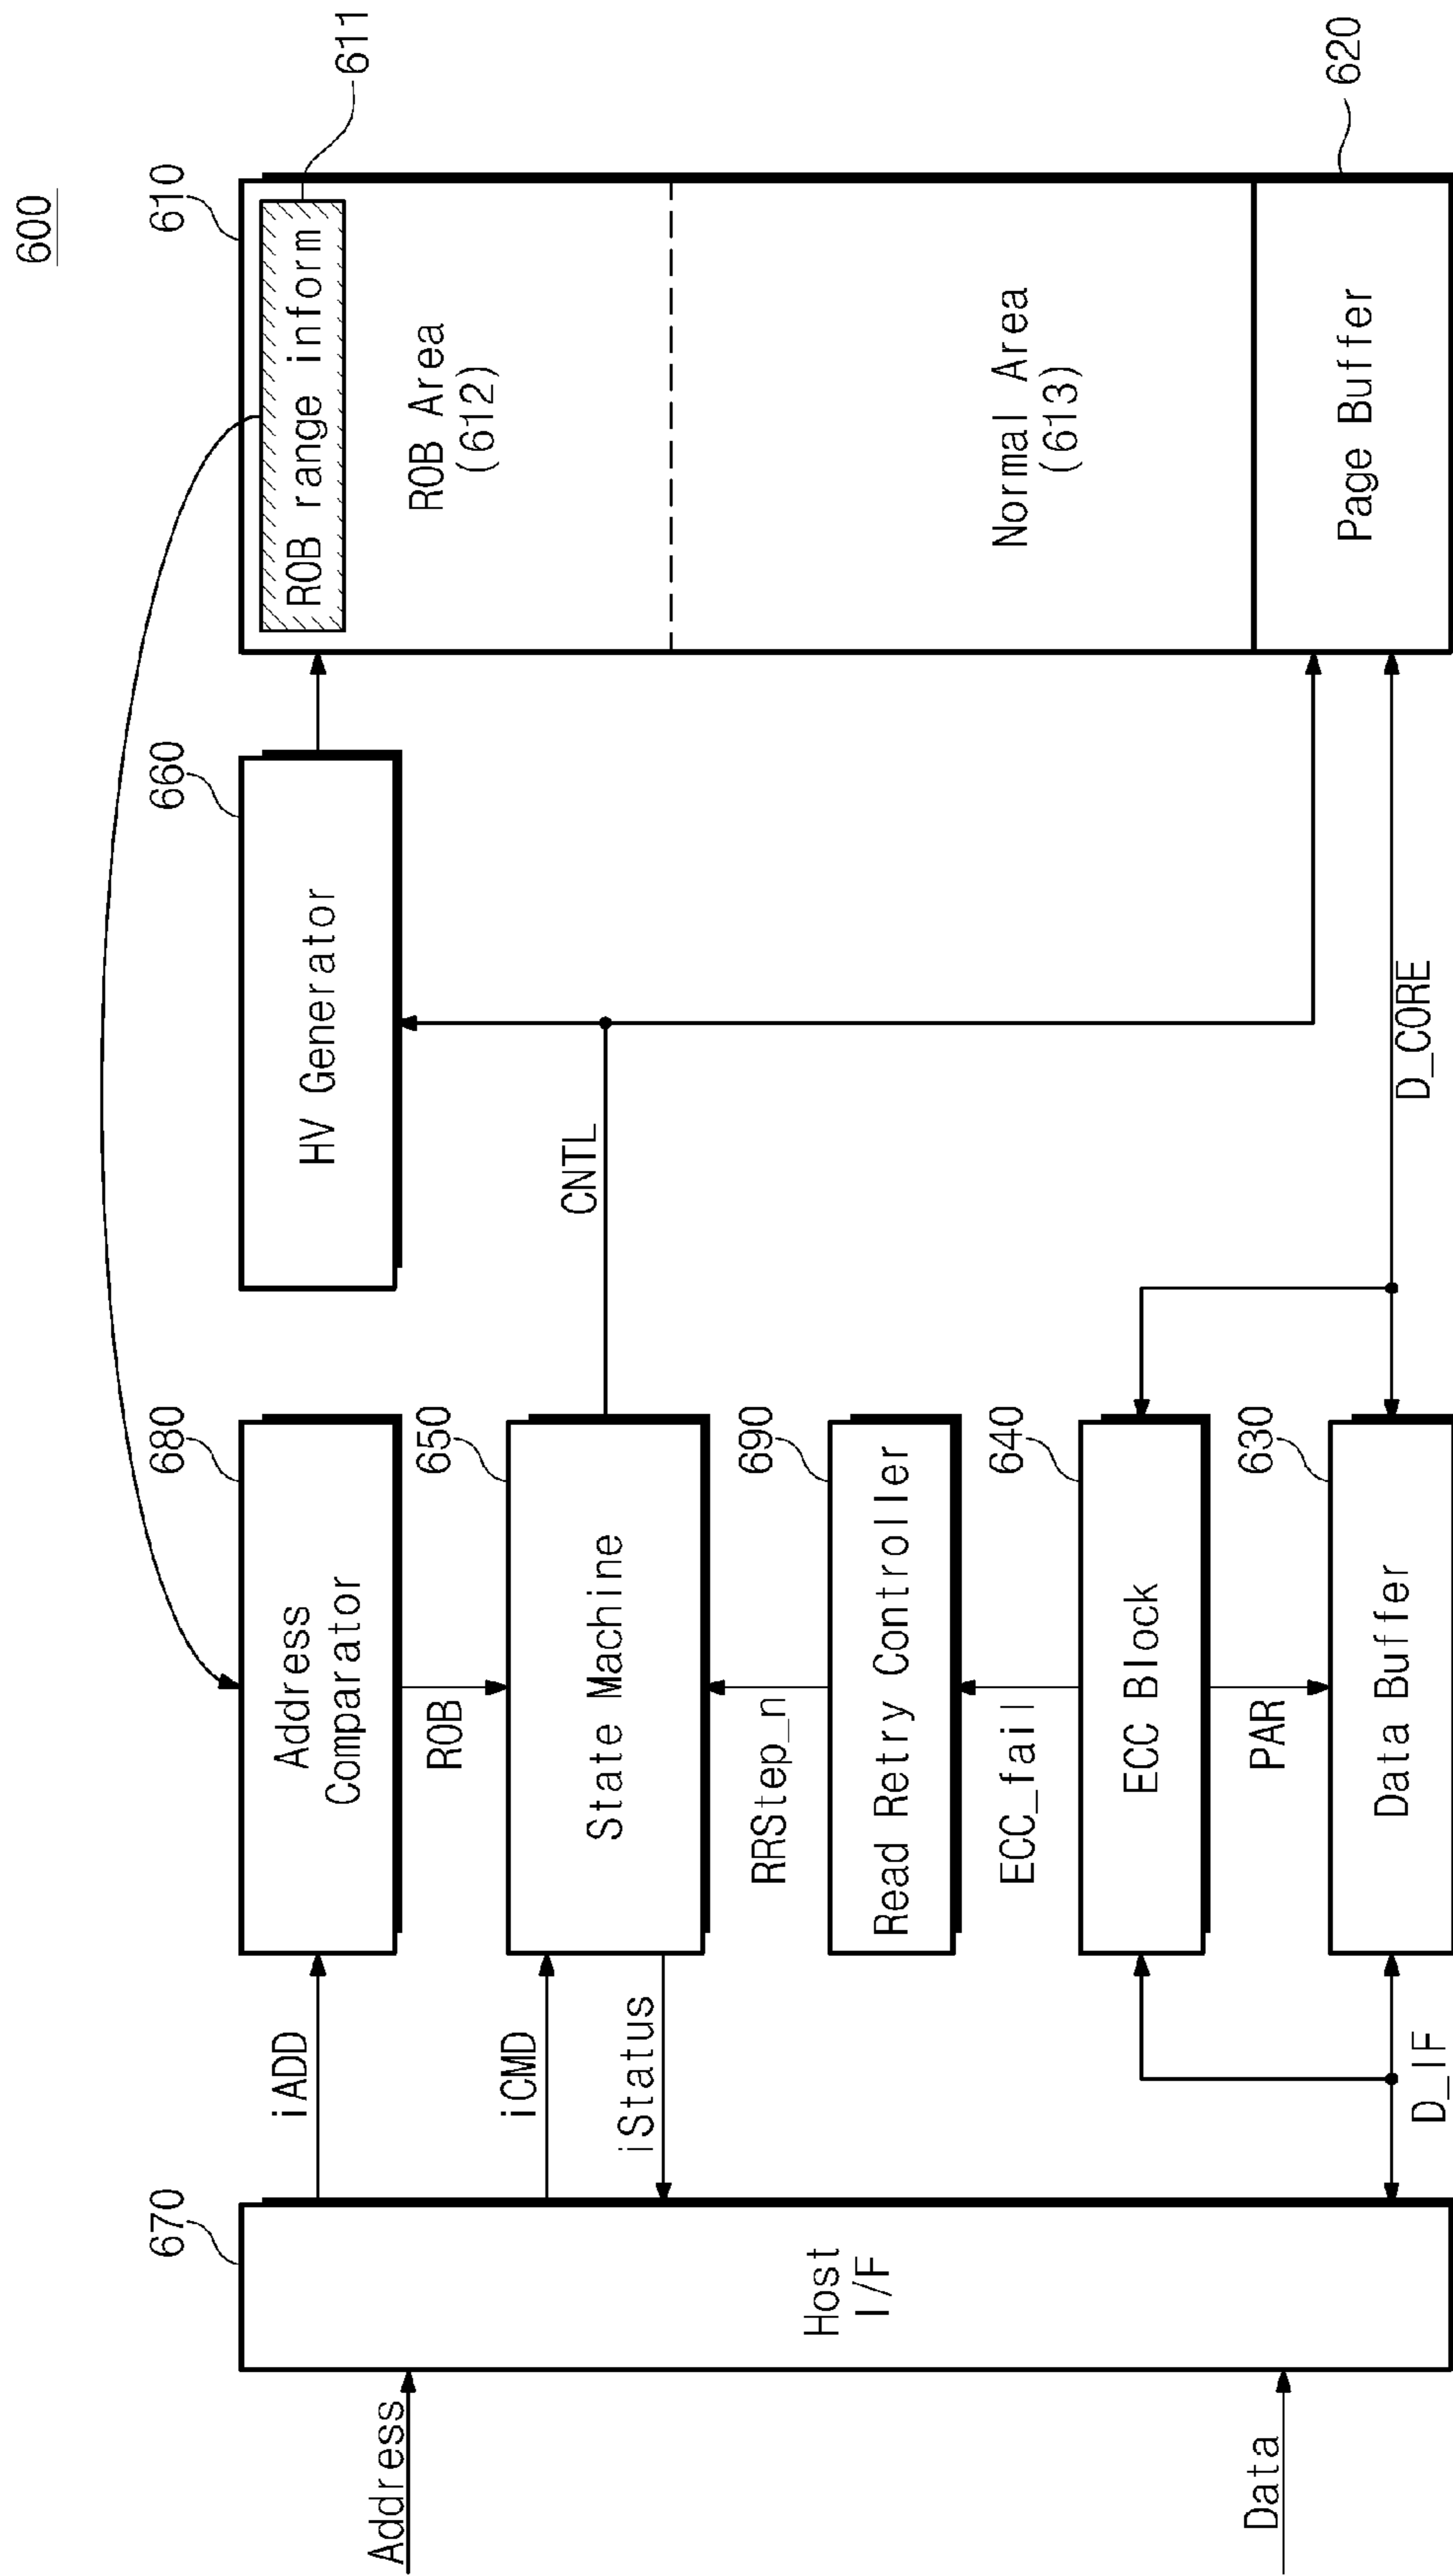 600
Address
Data
670
Host
I/F
iADD
iCMD
iStatus
D_IF
680
Address
Comparator
ROB
650
State Machine
RRStep_n
690
Read Retry Controller
ECC_fail
640
ECC Block
PAR
630
Data Buffer
CNTL
D_CORE
660
HV Generator
610
ROB range inform
611
ROB Area
(612)
Normal Area
(613)
Page Buffer
620